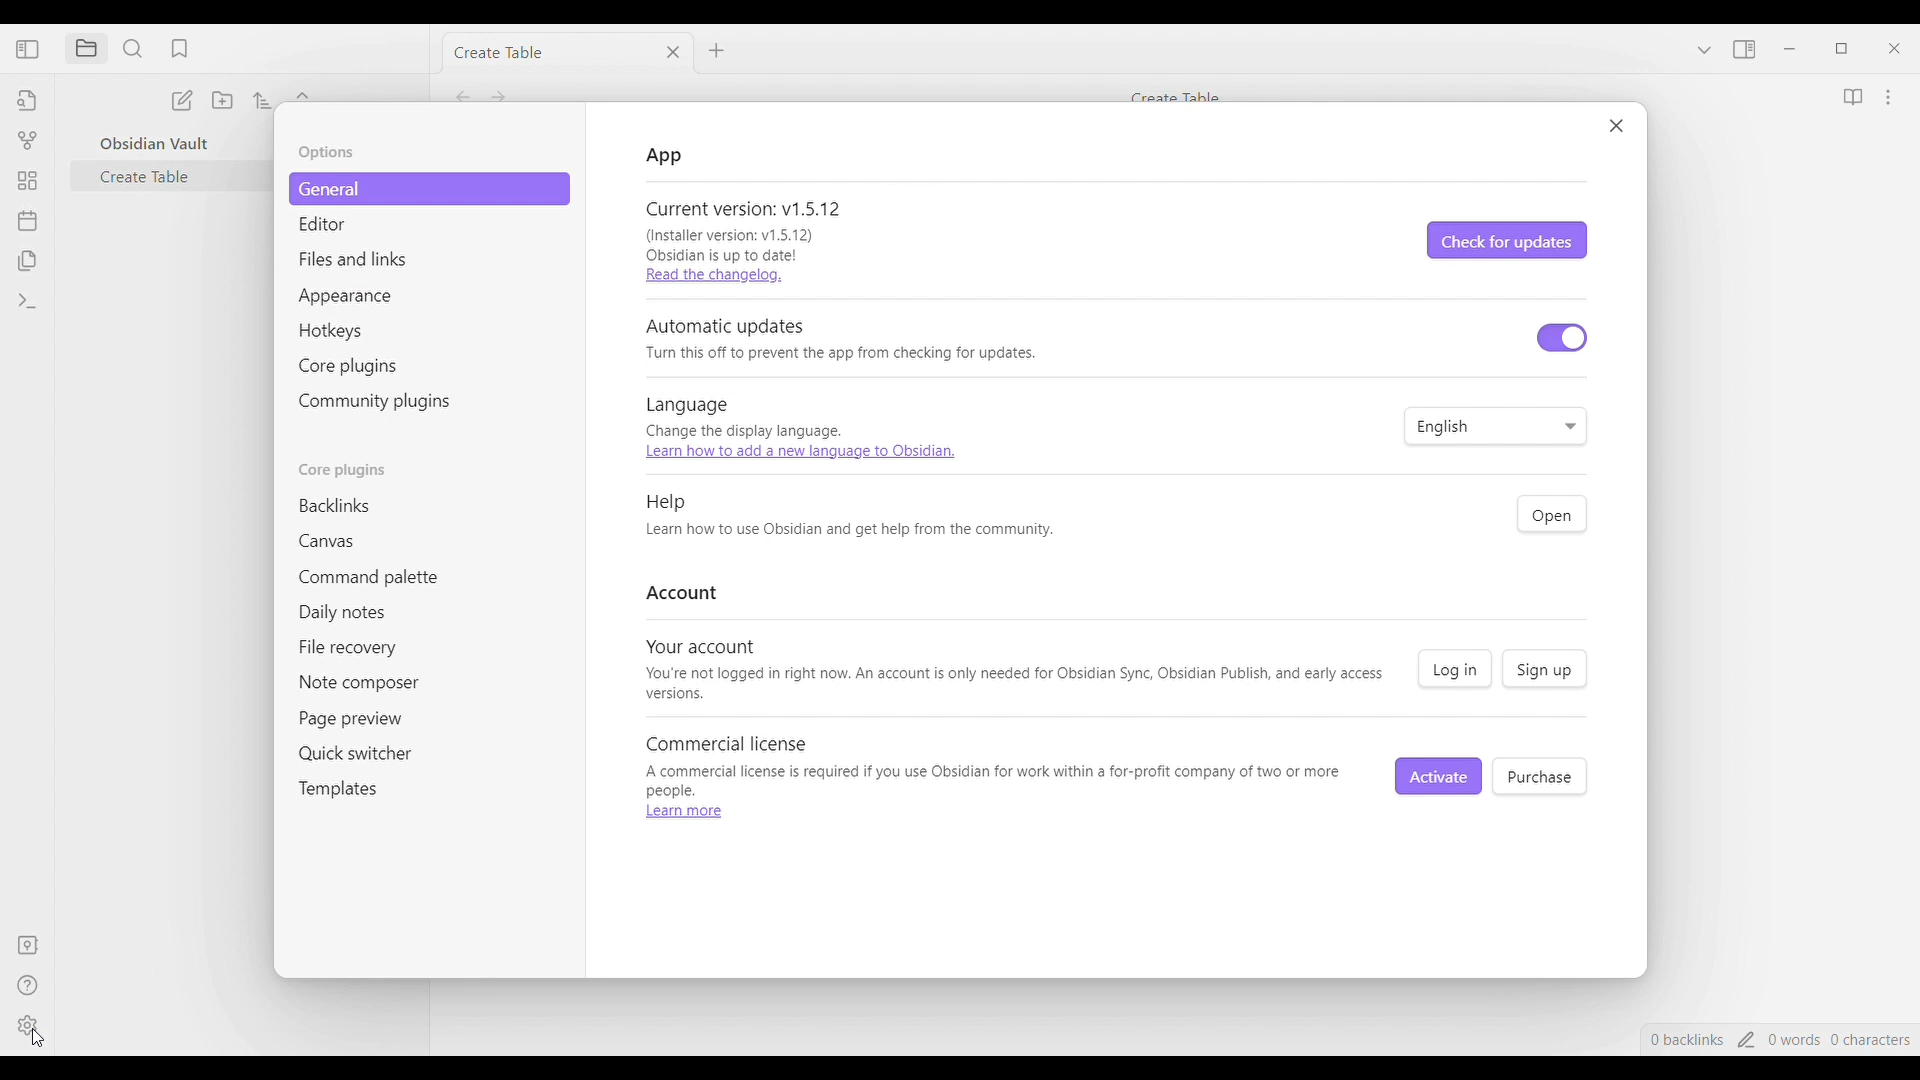 Create Table
Create Table
Obsidian Vault
Create Table
Options
General
Editor
Files and links
Appearance
Hotkeys
Core plugins
Community plugins
Core plugins
Backlinks
Canvas
Command palette
Daily notes
File recovery
Note composer
Page preview
Quick switcher
Templates
App
Current version: v1.5.12
(Installer version: v1.5.12)
Obsidian is up to date!
Read the changelog.
Check for updates
Automatic updates
Turn this off to prevent the app from checking for updates.
Language
Change the display language.
Learn how to add a new language to Obsidian.
English
Help
Learn how to use Obsidian and get help from the community.
Open
Account
Your account
You're not logged in right now. An account is only needed for Obsidian Sync, Obsidian Publish, and early access
versions.
Log in
Sign up
Commercial license
A commercial license is required if you use Obsidian for work within a for-profit company of two or more
people.
Learn more
Activate
Purchase
0 backlinks 0 words 0 characters